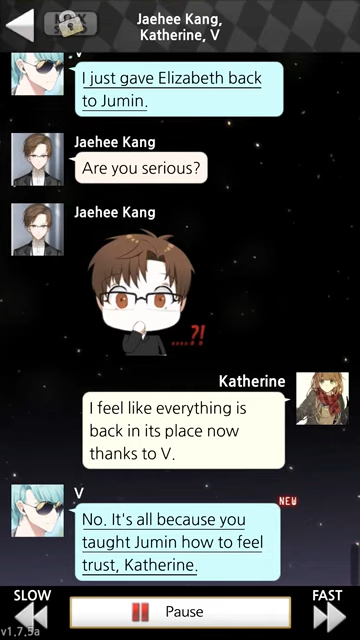 Jaehee Kang,
Katherine, V
V
I just gave Elizabeth back
to Jumin.
Jaehee Kang
Are you serious?
Jaehee Kang
.....?!
Katherine
I feel like everything is
back in its place now
thanks to V.
V
NEW
No. It's all because you
taught Jumin how to feel
trust, Katherine.
SLOW
FAST
Pause
v1.7.5a